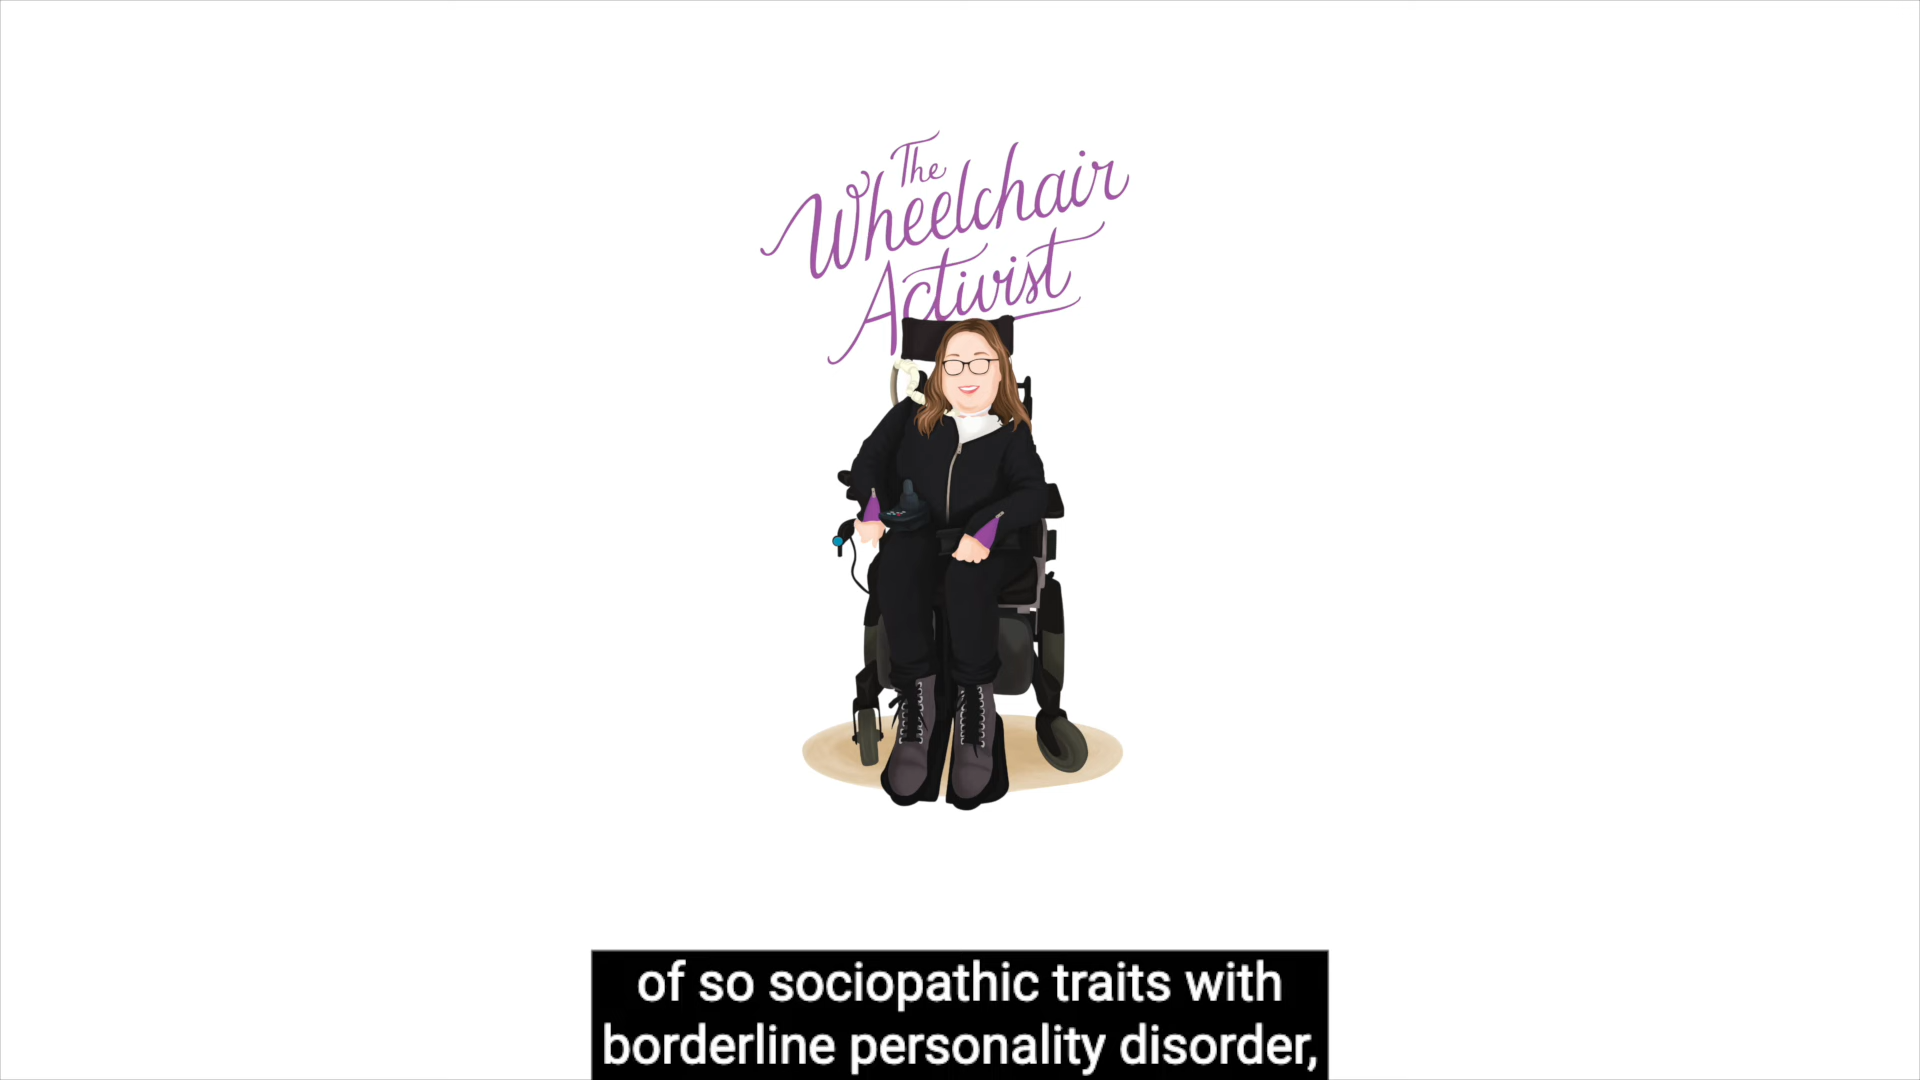 The
Wheelchair
Activist
of so sociopathic traits with
borderline personality disorder,